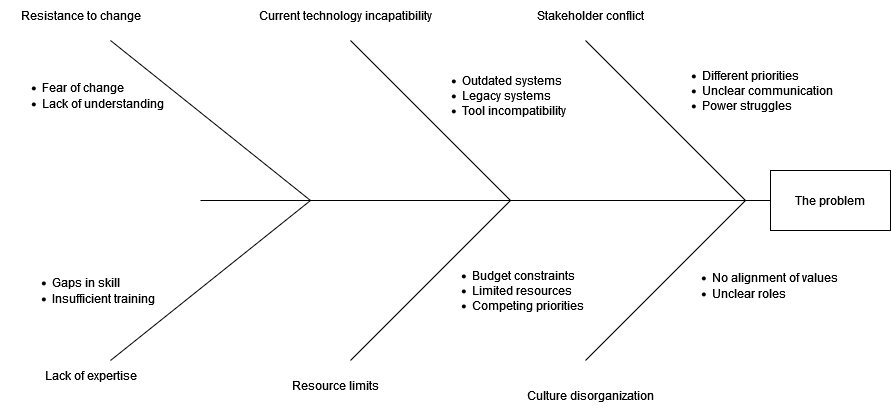 Resistance to change
Current technology incapatibility
Stakeholder conflict
• Fear of change
• Lack of understanding
• Outdated systems
• Legacy systems
• Tool incompatibility
• Different priorities
• Unclear communication
• Power struggles
The problem
• Gaps in skill
• Insufficient training
• Budget constraints
• Limited resources
• Competing priorities
• No alignment of values
• Unclear roles
Lack of expertise
Resource limits
Culture disorganization